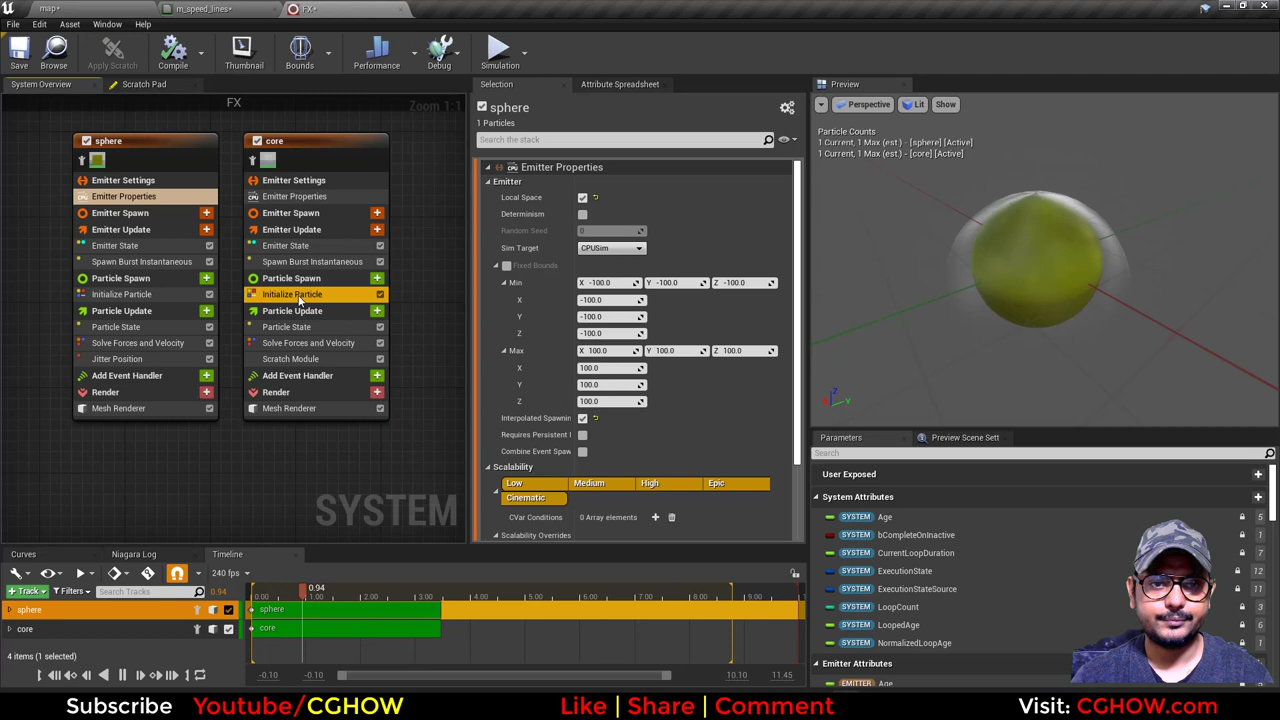 map*
m_speed_lines*
FX*
File Edit Asset Window Help
Save Browse Apply Scratch Compile Thumbnail Bounds Performance Debug Simulation
System Overview Scratch Pad
FX
Zoom 1:1
sphere
Emitter Settings
Emitter Properties
Emitter Spawn
Emitter Update
Emitter State
Spawn Burst Instantaneous
Particle Spawn
Initialize Particle
Particle Update
Particle State
Solve Forces and Velocity
Jitter Position
Add Event Handler
Render
Mesh Renderer
core
Emitter Settings
Emitter Properties
Emitter Spawn
Emitter Update
Emitter State
Spawn Burst Instantaneous
Particle Spawn
Initialize Particle
Particle Update
Particle State
Solve Forces and Velocity
Scratch Module
Add Event Handler
Render
Mesh Renderer
SYSTEM
Selection Attribute Spreadsheet
sphere
1 Particles
Search the stack
Emitter Properties
Emitter
Local Space
Determinism
Random Seed 0
Sim Target CPUSim
Fixed Bounds
Min X -100.0 Y -100.0 Z -100.0
X -100.0
Y -100.0
Z -100.0
Max X 100.0 Y 100.0 Z 100.0
X 100.0
Y 100.0
Z 100.0
Interpolated Spawnin
Requires Persistent I
Combine Event Spaw
Scalability
Low Medium High Epic
Cinematic
CVar Conditions 0 Array elements
Scalability Overrides
Preview
Perspective Lit Show
Particle Counts
1 Current, 1 Max (est.) - [sphere] [Active]
1 Current, 1 Max (est.) - [core] [Active]
Z
X
Y
Parameters Preview Scene Sett
Search
User Exposed
System Attributes
SYSTEM Age 5
SYSTEM bCompleteOnInactive 1
SYSTEM CurrentLoopDuration 7
SYSTEM ExecutionState 12
SYSTEM ExecutionStateSource 11
SYSTEM LoopCount
SYSTEM LoopedAge
SYSTEM NormalizedLoopAge
Emitter Attributes
EMITTER Age
Curves Niagara Log Timeline
240 fps
Track Filters Search Tracks 0.94
sphere
core
4 items (1 selected)
0.94
0.00 1.00 2.00 3.00 4.00 5.00 6.00 7.00 8.00 9.00
sphere
core
-0.10 -0.10 10.10 11.45
Subscribe Youtube/CGHOW Like | Share | Comment Visit: CGHOW.com